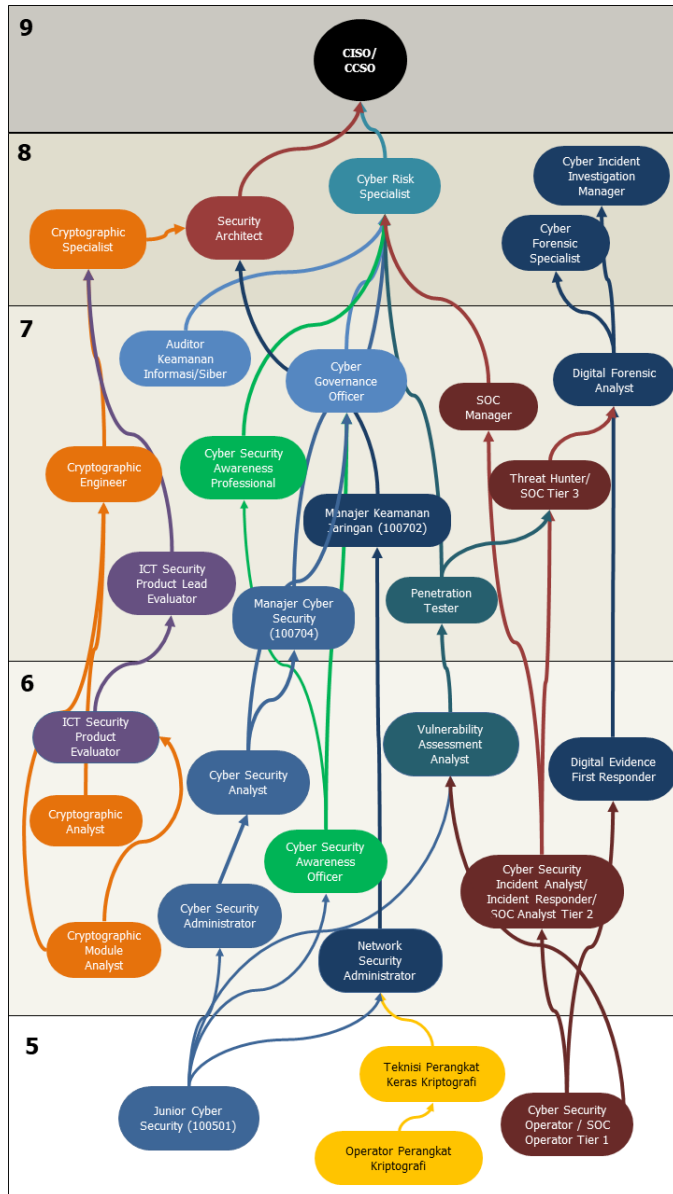 9
CISO/
CCSO
8
Cyber Risk
Specialist
Cyber Incident
Investigation
Manager
Security
Architect
Cryptographic
Specialist
Cyber
Forensic
Specialist
7
Auditor
Keamanan
Informasi/Siber
Cyber
Governance
Officer
Digital Forensic
Analyst
SOC
Manager
Cyber Security
Awareness
Professional
Cryptographic
Engineer
Threat Hunter/
SOC Tier 3
Manajer Keamanan
Jaringan (100702)
ICT Security
Product Lead
Evaluator
Penetration
Tester
Manajer Cyber
Security
(100704)
6
ICT Security
Product
Evaluator
Vulnerability
Assessment
Analyst
Cyber Security
Analyst
Digital Evidence
First Responder
Cryptographic
Analyst
Cyber Security
Awareness
Officer
Cyber Security
Incident Analyst/
Incident Responder/
SOC Analyst Tier 2
Cyber Security
Administrator
Cryptographic
Module
Analyst
Network
Security
Administrator
5
Teknisi Perangkat
Keras Kriptografi
Junior Cyber
Security (100501)
Cyber Security
Operator / SOC
Operator Tier 1
Operator Perangkat
Kriptografi